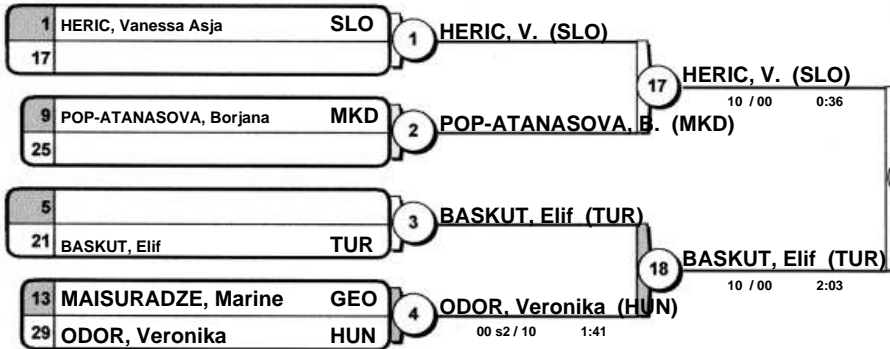 1 HERIC, Vanessa Asja SLO
17
1
HERIC, V. (SLO)
9 POP-ATANASOVA, Borjana MKD
25
2
POP-ATANASOVA, B. (MKD)
17
HERIC, V. (SLO)
10 / 00 0:36
5
21 BASKUT, Elif TUR
3
BASKUT, Elif (TUR)
13 MAISURADZE, Marine GEO
29 ODOR, Veronika HUN
4
ODOR, Veronika (HUN)
00 s2 / 10 1:41
18
BASKUT, Elif (TUR)
10 / 00 2:03